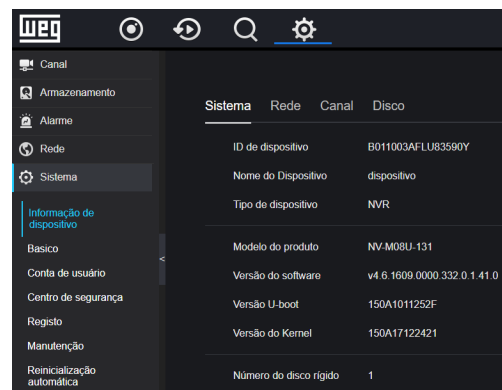 weg
Canal
Armazenamento
Alarme
Rede
Sistema
Informação de
dispositivo
Basico
Conta de usuário
Centro de segurança
Registo
Manutenção
Reinicialização
automática
<
Sistema Rede Canal Disco
ID de dispositivo B011003AFLU83590Y
Nome do Dispositivo dispositivo
Tipo de dispositivo NVR
Modelo do produto NV-M08U-131
Versão do software v4.6.1609.0000.332.0.1.41.0
Versão U-boot 150A1011252F
Versão do Kernel 150A17122421
Número do disco rígido 1